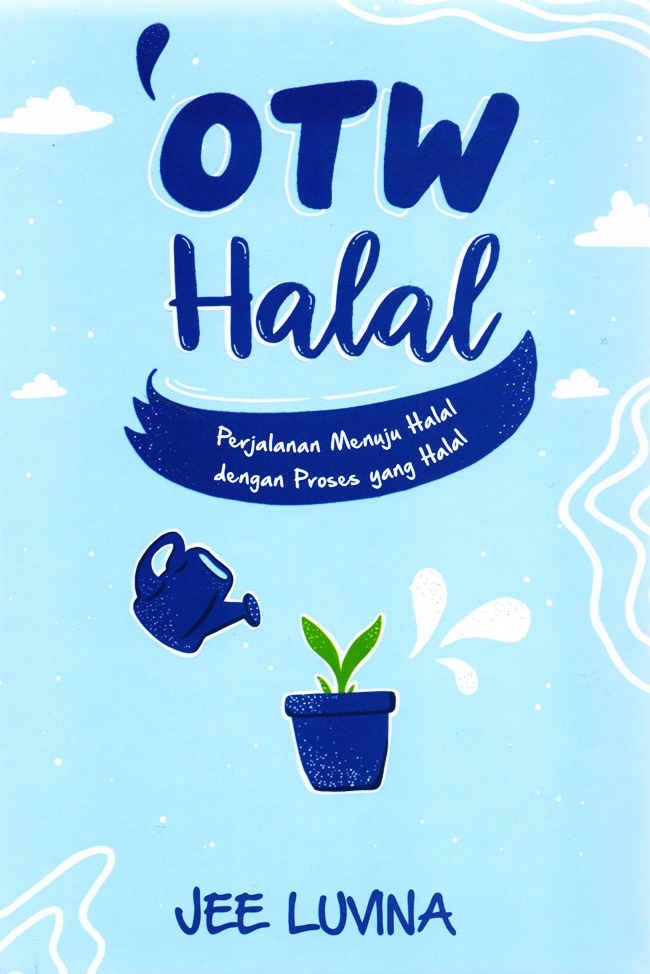 'OTW
Halal
Perjalanan Menuju Halal
dengan Proses yang Halal
JEE LUVINA